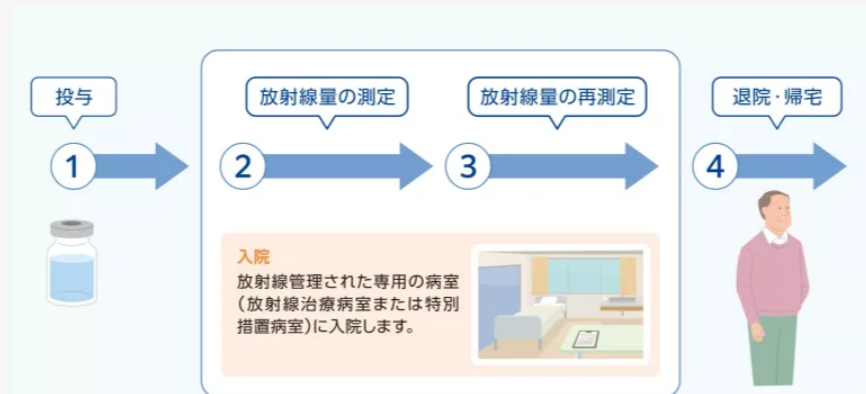 投与
放射線量の測定
放射線量の再測定
退院・帰宅
1
2
3
4
入院
放射線管理された専用の病室
(放射線治療病室または特別
措置病室)に入院します。